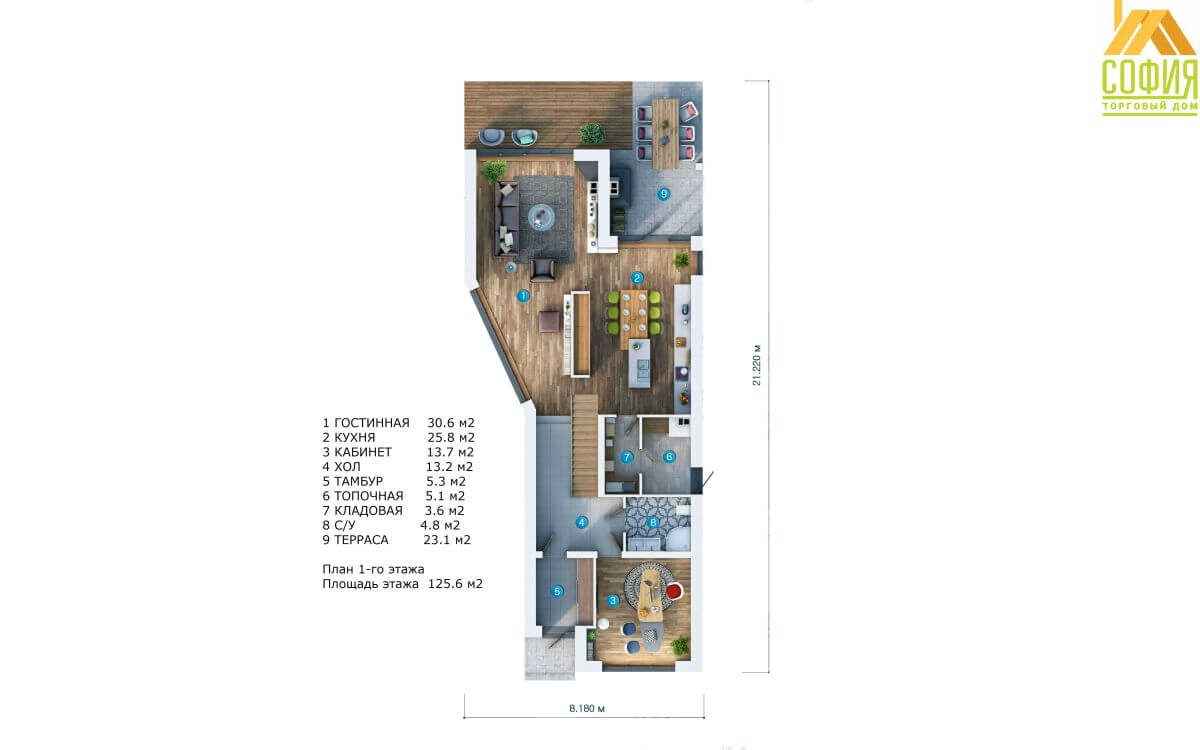 СОФИЯ
ТОРГОВЫЙ ДОМ
9
2
1
21.220 м
1 ГОСТИННАЯ 30.6 м2
2 КУХНЯ 25.8 м2
3 КАБИНЕТ 13.7 м2
4 ХОЛ 13.2 м2
5 ТАМБУР 5.3 м2
6 ТОПОЧНАЯ 5.1 м2
7 КЛАДОВАЯ 3.6 м2
8 С/У 4.8 м2
9 ТЕРРАСА 23.1 м2
План 1-го этажа
Площадь этажа 125.6 м2
7
6
4
8
5
3
8.180 м